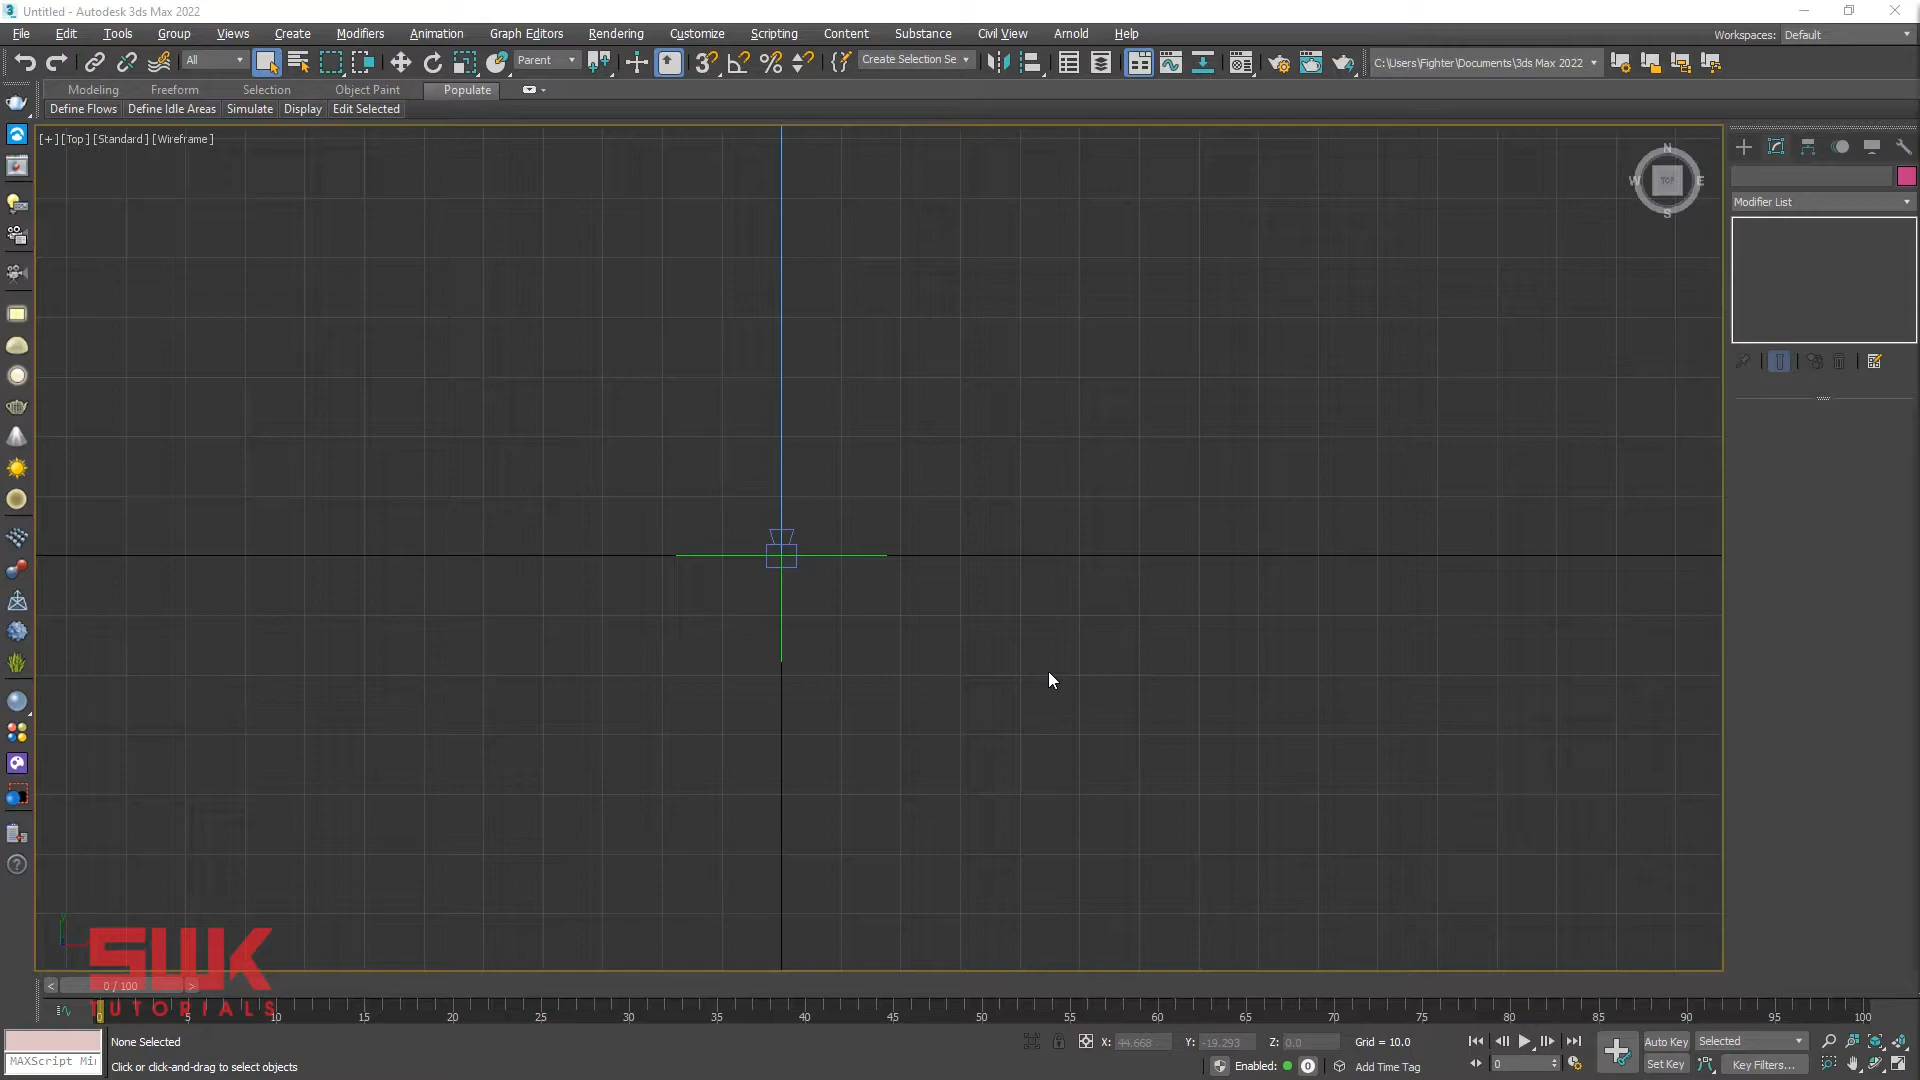 Untitled - Autodesk 3ds Max 2022
File Edit Tools Group Views Create Modifiers Animation Graph Editors Rendering Customize Scripting Content Substance Civil View Arnold Help
Workspaces: Default
All Parent Create Selection Se C:\Users\Fighter\Documents\3ds Max 2022
Modeling Freeform Selection Object Paint Populate
Define Flows Define Idle Areas Simulate Display Edit Selected
[+] [Top] [Standard] [Wireframe]
N
W TOP E
S
Modifier List
SWK
TUTORIALS
< 0 / 100 >
0 5 10 15 20 25 30 35 40 45 50 55 60 65 70 75 80 85 90 95 100
None Selected
X: 44.668 Y: -19.293 Z: 0.0 Grid = 10.0
Auto Key Selected
MAXScript Mi
Click or click-and-drag to select objects
Enabled: 0 Add Time Tag
0
Set Key Key Filters...